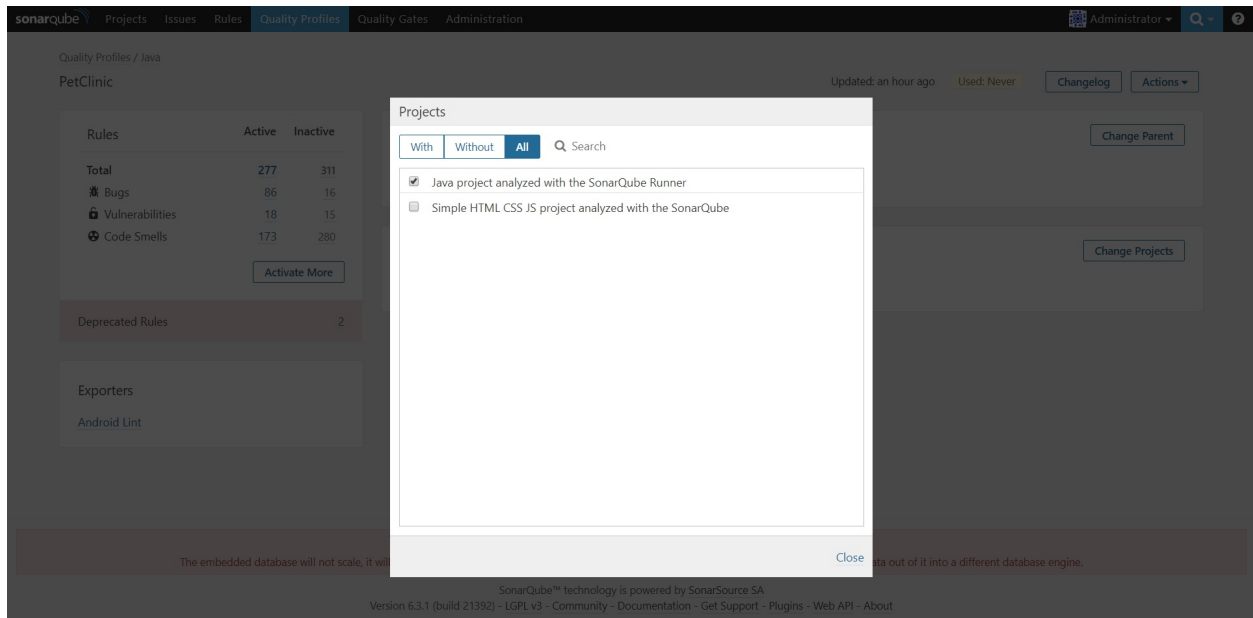 sonarqube Projects Issues Rules Quality Profiles Quality Gates Administration Administrator
Quality Profiles / Java
PetClinic
Updated: an hour ago Used: Never Changelog Actions
Projects
With Without All Search
Java project analyzed with the SonarQube Runner
Simple HTML CSS JS project analyzed with the SonarQube
Close
Rules Active Inactive
Total 277 311
Bugs 86 16
Vulnerabilities 18 15
Code Smells 173 280
Activate More
Deprecated Rules 2
Exporters
Android Lint
Change Parent
Change Projects
The embedded database will not scale, it will ata out of it into a different database engine.
SonarQube™ technology is powered by SonarSource SA
Version 6.3.1 (build 21392) - LGPL v3 - Community - Documentation - Get Support - Plugins - Web API - About